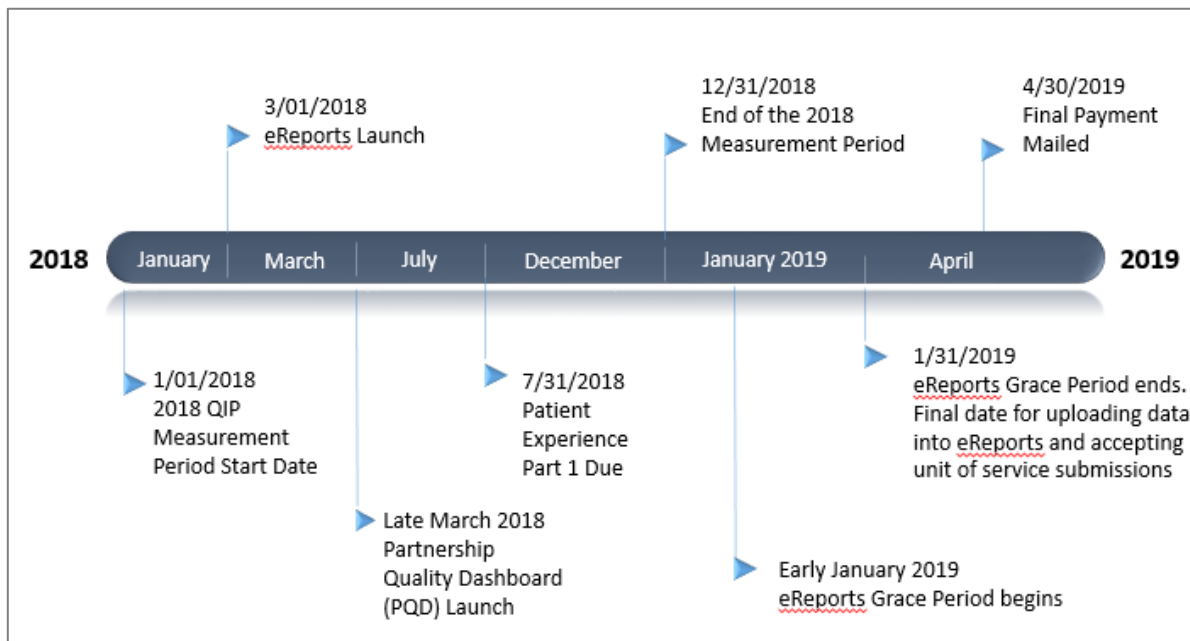 3/01/2018
eReports Launch
12/31/2018
End of the 2018
Measurement Period
4/30/2019
Final Payment
Mailed
2018
January
March
July
December
January 2019
April
2019
1/01/2018
2018 QIP
Measurement
Period Start Date
Late March 2018
Partnership
Quality Dashboard
(PQD) Launch
7/31/2018
Patient
Experience
Part 1 Due
Early January 2019
eReports Grace Period begins
1/31/2019
eReports Grace Period ends.
Final date for uploading data
into eReports and accepting
unit of service submissions